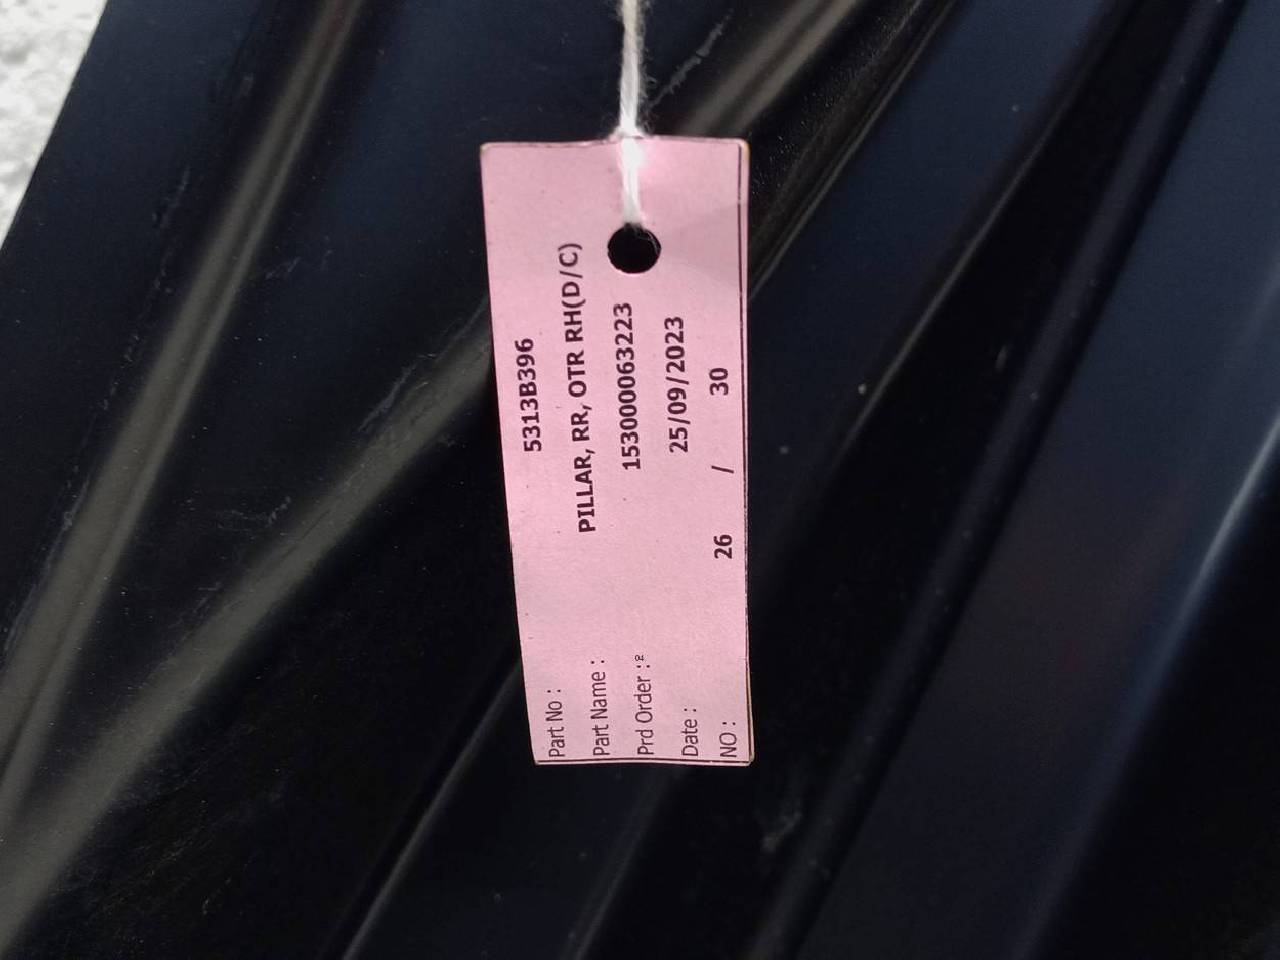 Part No : 5313B396
Part Name : PILLAR, RR, OTR RH(D/C)
Prd Order : 153000063223
Date : 25/09/2023
NO : 26 / 30